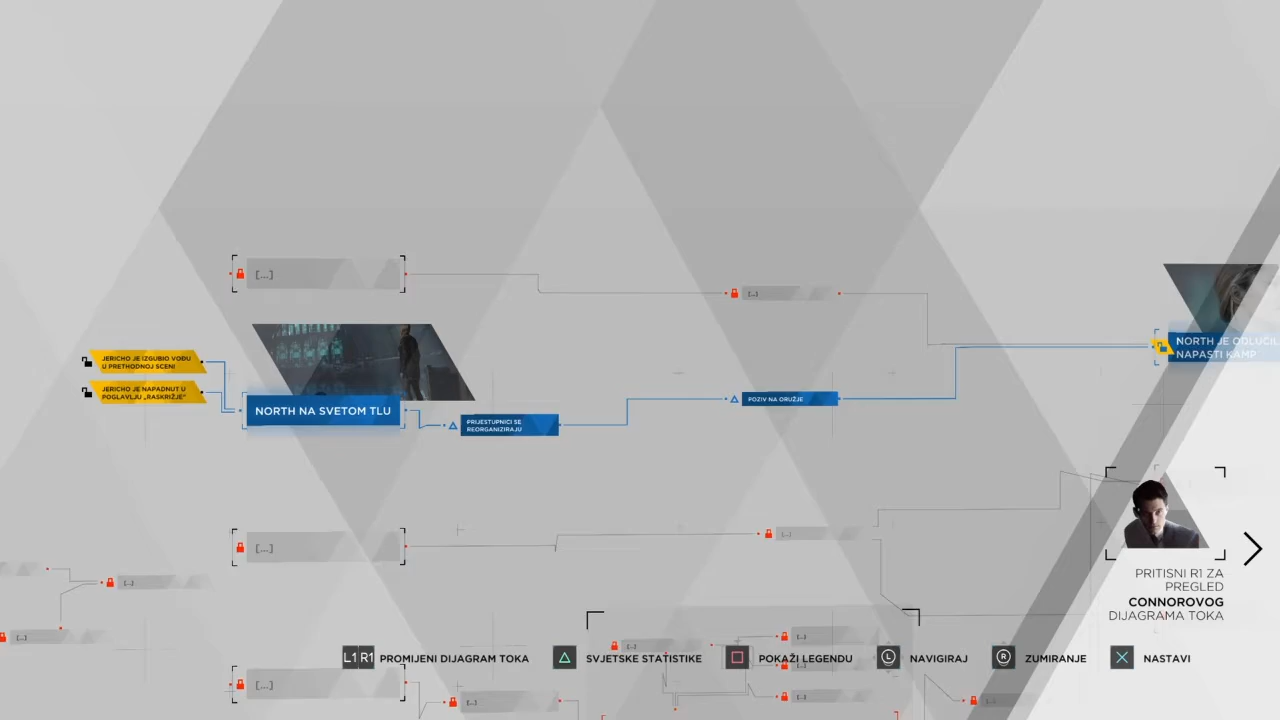 [...]
[...]
JERICHO JE IZGUBIO VOĐU
U PRETHODNOJ SCENI
JERICHO JE NAPADNUT U
POGLAVLJU „RASKRIŽJE”
NORTH NA SVETOM TLU
PRIJESTUPNICI SE
REORGANIZIRAJU
POZIV NA ORUŽJE
NORTH JE ODLUČIL
NAPASTI KAMP
[...]
[...]
[...]
[...]
PRITISNI R1 ZA
PREGLED
CONNOROVOG
DIJAGRAMA TOKA
[...]
[...]
L1 R1 PROMIJENI DIJAGRAM TOKA
SVJETSKE STATISTIKE
POKAŽI LEGENDU
L NAVIGIRAJ
R ZUMIRANJE
NASTAVI
[...]
[...]
[...]
[...]
[...]